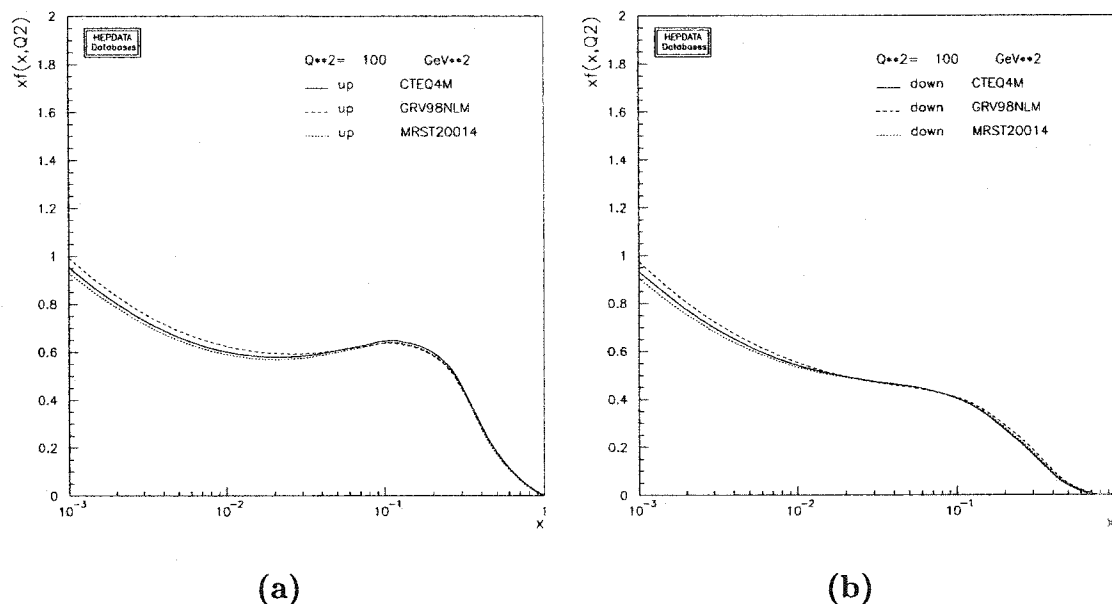 HEPDATA
Databases
Q**2= 100 GeV**2
up CTEQ4M
up GRV98NLM
up MRST20014
xf(x,Q2)
2
1.8
1.6
1.4
1.2
1
0.8
0.6
0.4
0.2
0
10⁻³
10⁻²
10⁻¹
1
x
(a)
HEPDATA
Databases
Q**2= 100 GeV**2
down CTEQ4M
down GRV98NLM
down MRST20014
xf(x,Q2)
2
1.8
1.6
1.4
1.2
1
0.8
0.6
0.4
0.2
0
10⁻³
10⁻²
10⁻¹
(b)